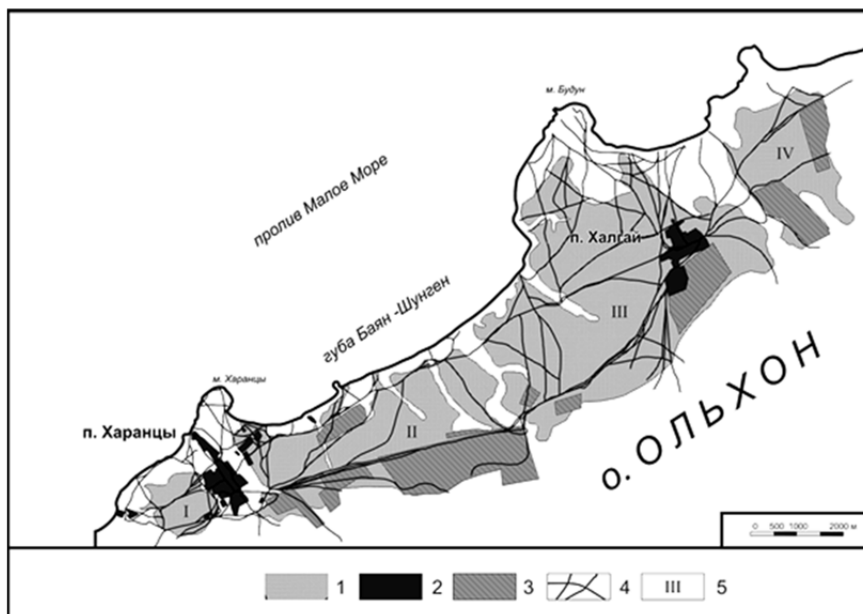 м. Будун
IV
пролив Малое Море
п. Халгай
III
губа Баян -Шунген
м. Харанцы
п. Харанцы
II
о. ОЛЬХОН
I
0 500 1000 2000 м
1 2 3 4 III 5